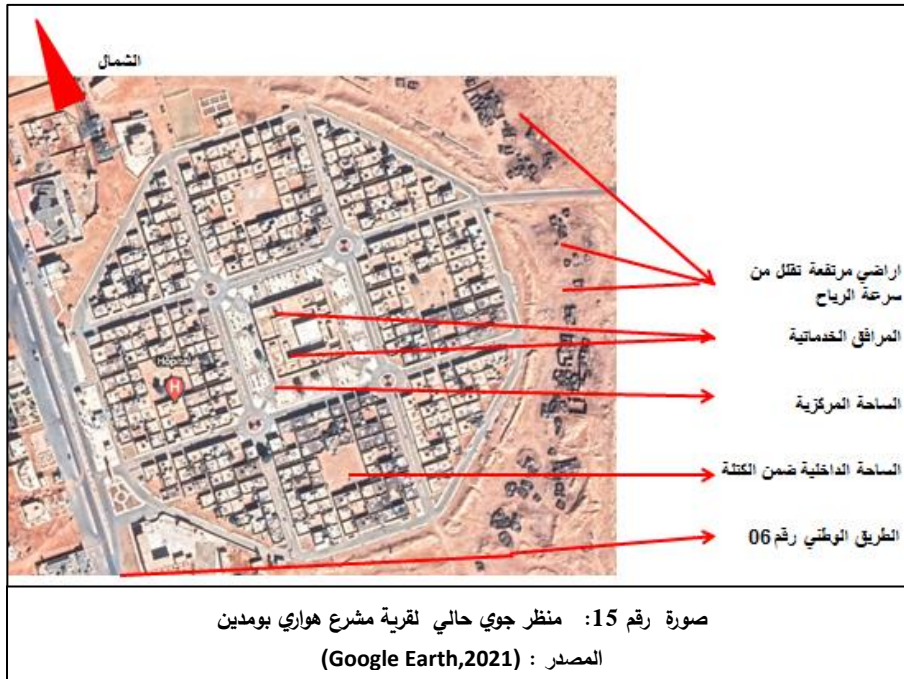 الشمال
اراضي مرتفعة تقلل من
سرعة الرياح
المرافق الخدماتية
الساحة المركزية
Hôpital
H
الساحة الداخلية ضمن الكتلة
الطريق الوطني رقم 06
صورة رقم 15: منظر جوي حالي لقرية مشرع هواري بومدين
المصدر : (Google Earth,2021)